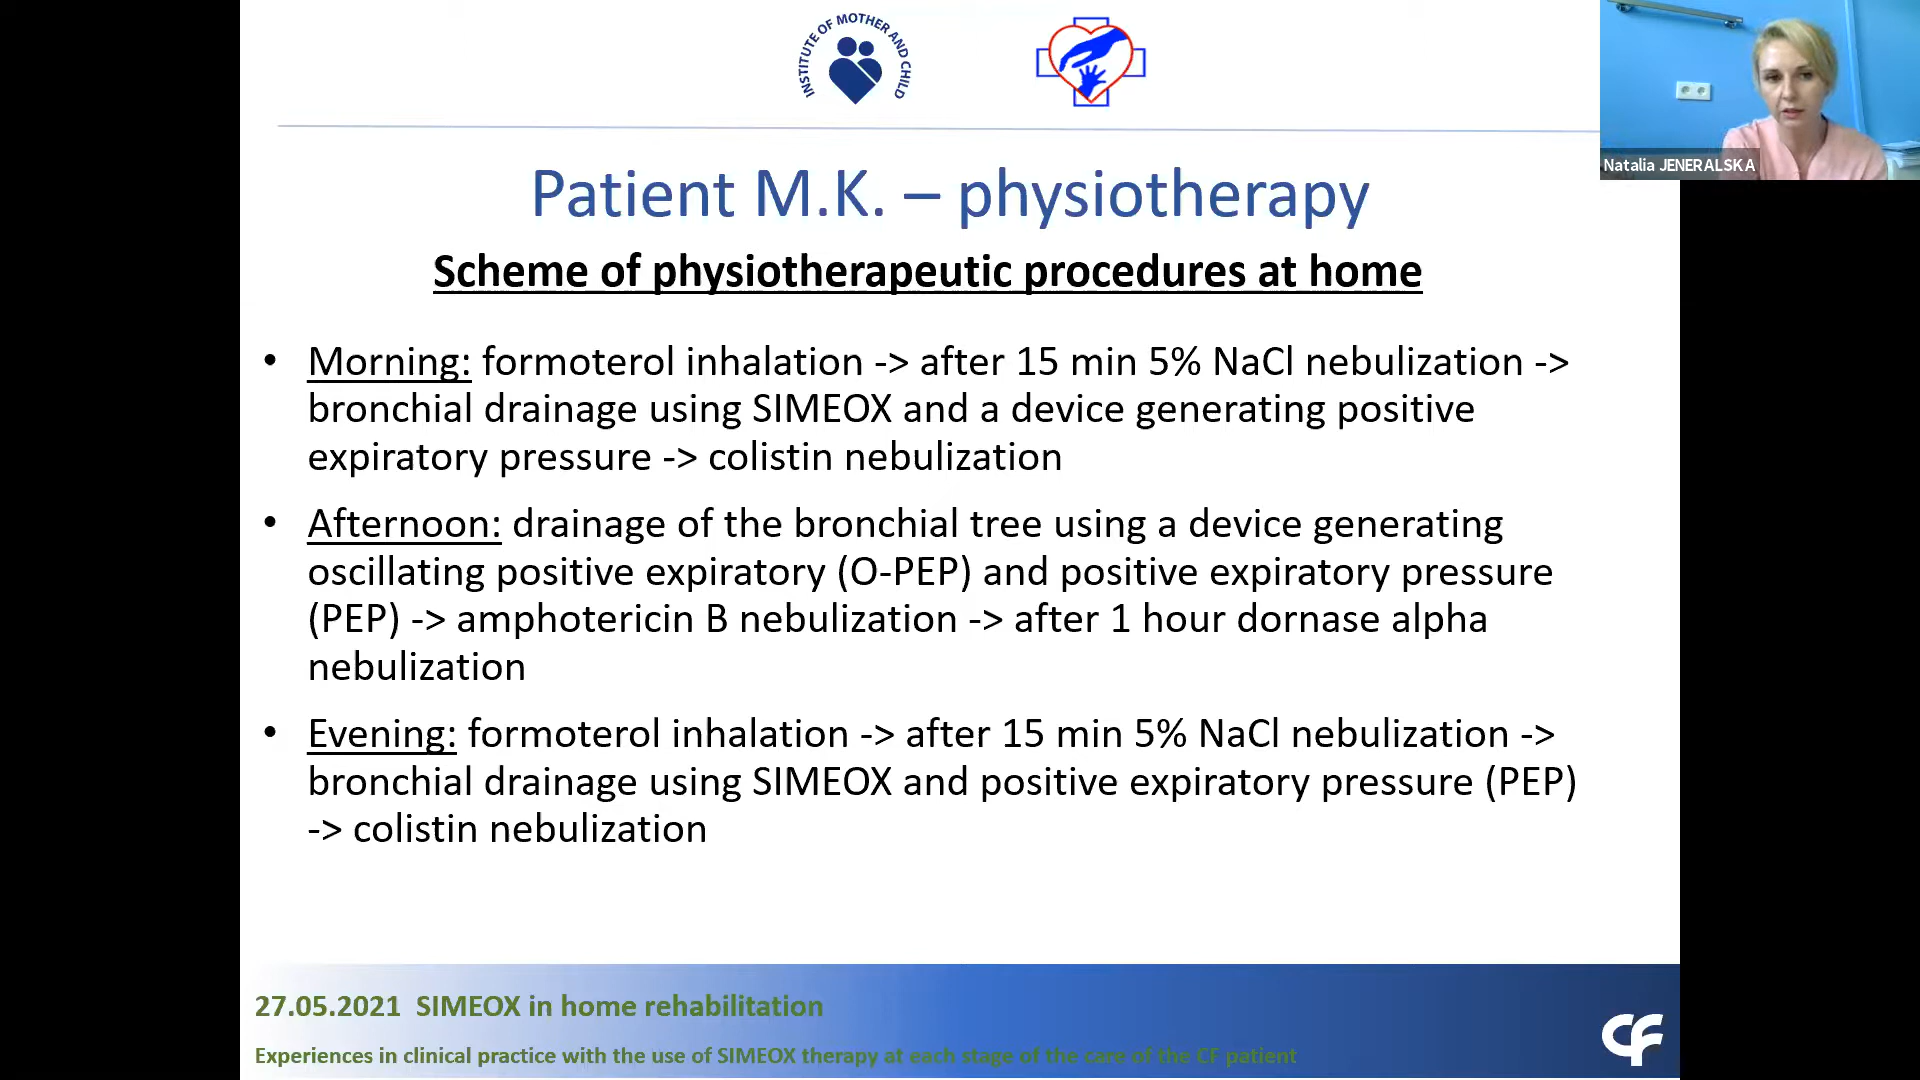 INSTITUTE OF MOTHER AND CHILD
Natalia JENERALSKA
Patient M.K. – physiotherapy
Scheme of physiotherapeutic procedures at home
• Morning: formoterol inhalation -> after 15 min 5% NaCl nebulization ->
bronchial drainage using SIMEOX and a device generating positive
expiratory pressure -> colistin nebulization
• Afternoon: drainage of the bronchial tree using a device generating
oscillating positive expiratory (O-PEP) and positive expiratory pressure
(PEP) -> amphotericin B nebulization -> after 1 hour dornase alpha
nebulization
• Evening: formoterol inhalation -> after 15 min 5% NaCl nebulization ->
bronchial drainage using SIMEOX and positive expiratory pressure (PEP)
-> colistin nebulization
27.05.2021 SIMEOX in home rehabilitation
Experiences in clinical practice with the use of SIMEOX therapy at each stage of the care of the CF patient
CF